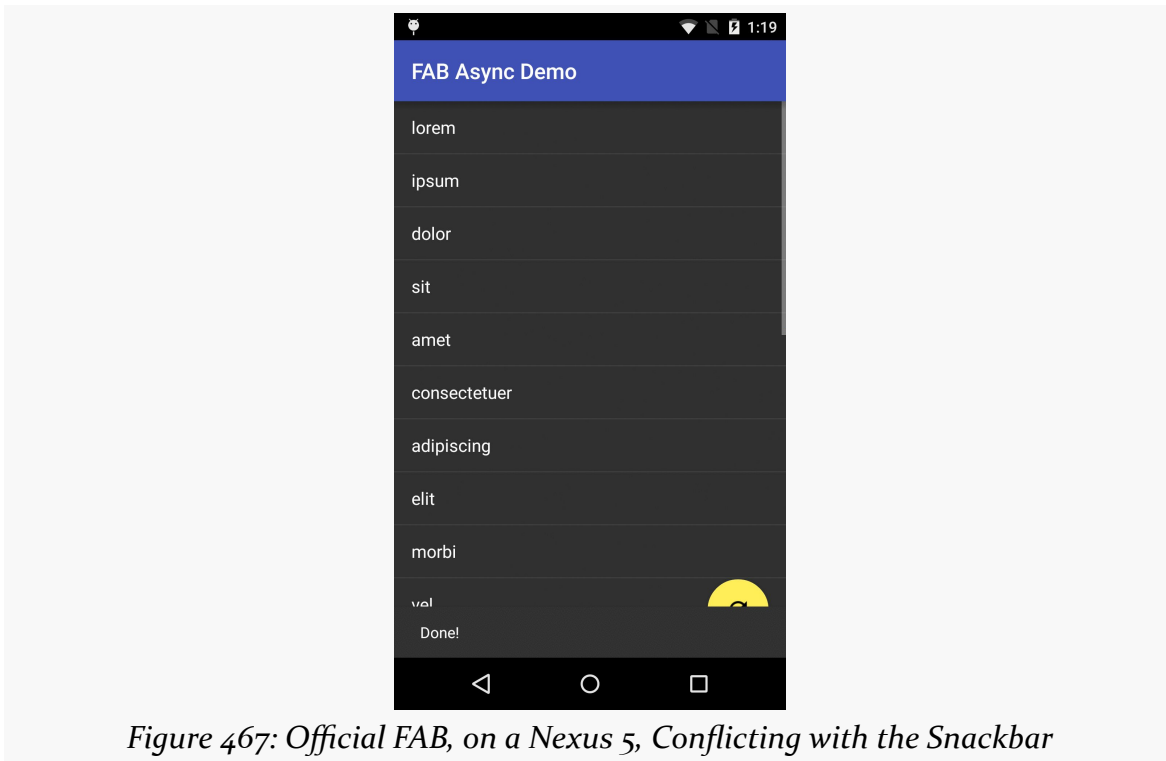 1:19
FAB Async Demo
lorem
ipsum
dolor
sit
amet
consectetuer
adipiscing
elit
morbi
vel
Done!
Figure 467: Official FAB, on a Nexus 5, Conflicting with the Snackbar